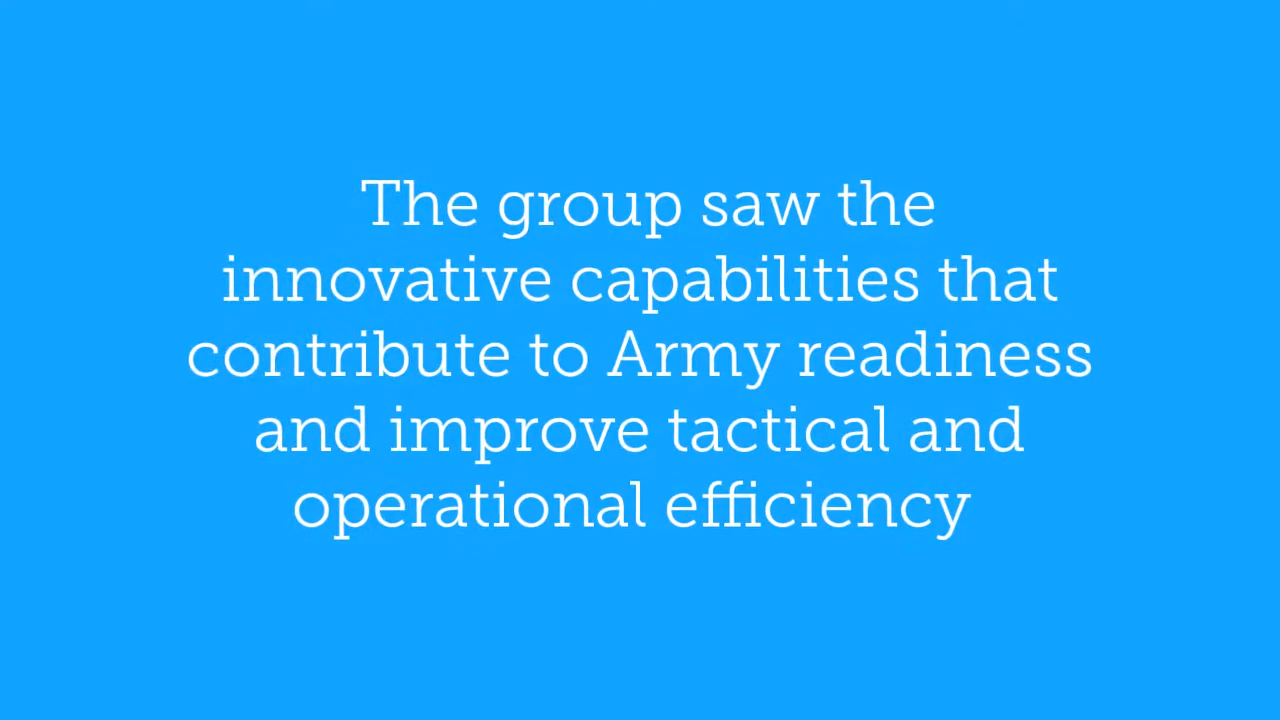 The group saw the
innovative capabilities that
contribute to Army readiness
and improve tactical and
operational efficiency